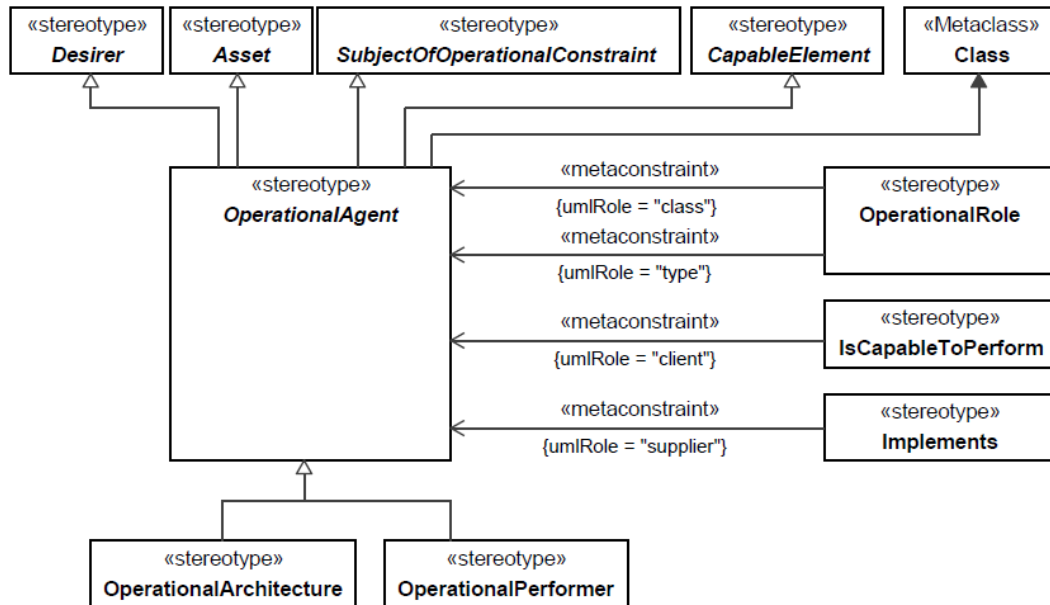 «stereotype»
Desirer
«stereotype»
Asset
«stereotype»
SubjectOfOperationalConstraint
«stereotype»
CapableElement
«Metaclass»
Class
«stereotype»
OperationalAgent
«metaconstraint»
{umlRole = "class"}
«metaconstraint»
{umlRole = "type"}
«stereotype»
OperationalRole
«metaconstraint»
{umlRole = "client"}
«stereotype»
IsCapableToPerform
«metaconstraint»
{umlRole = "supplier"}
«stereotype»
Implements
«stereotype»
OperationalArchitecture
«stereotype»
OperationalPerformer